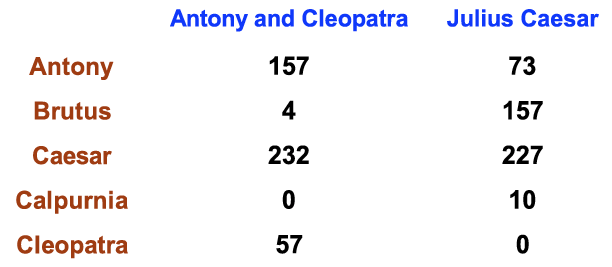 Antony and Cleopatra Julius Caesar
Antony 157 73
Brutus 4 157
Caesar 232 227
Calpurnia 0 10
Cleopatra 57 0